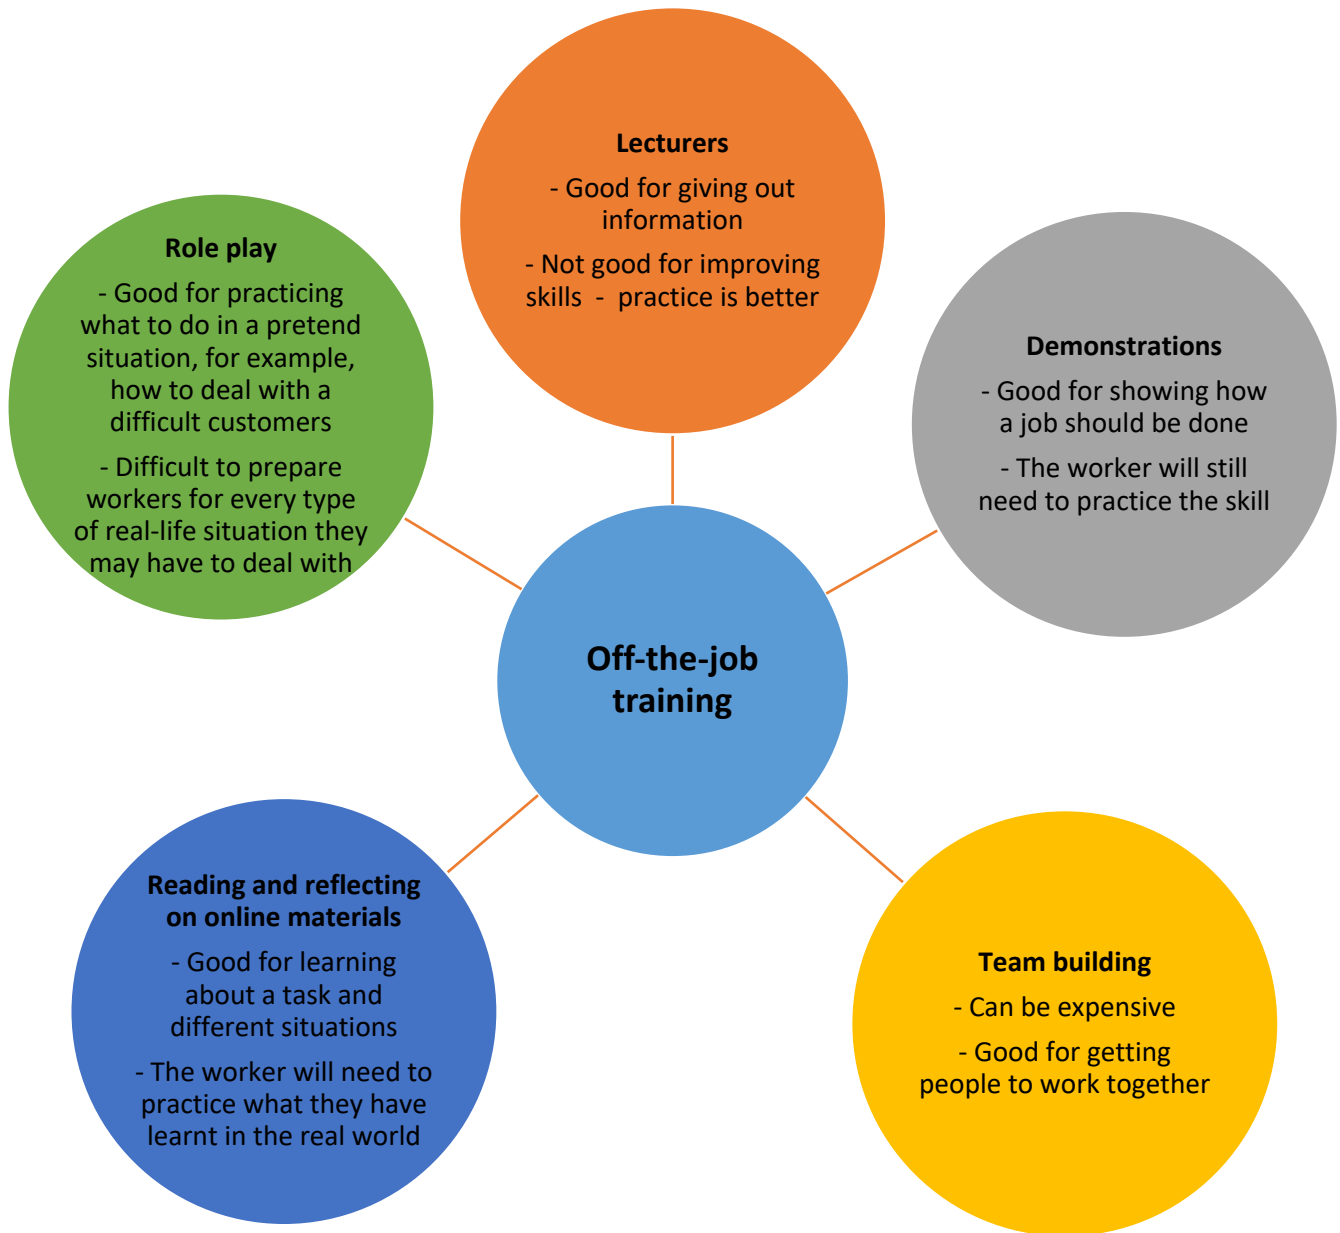 Lecturers
- Good for giving out
information
- Not good for improving
skills - practice is better
Role play
- Good for practicing
what to do in a pretend
situation, for example,
how to deal with a
difficult customers
- Difficult to prepare
workers for every type
of real-life situation they
may have to deal with
Demonstrations
- Good for showing how
a job should be done
- The worker will still
need to practice the skill
Off-the-job
training
Reading and reflecting
on online materials
- Good for learning
about a task and
different situations
- The worker will need to
practice what they have
learnt in the real world
Team building
- Can be expensive
- Good for getting
people to work together